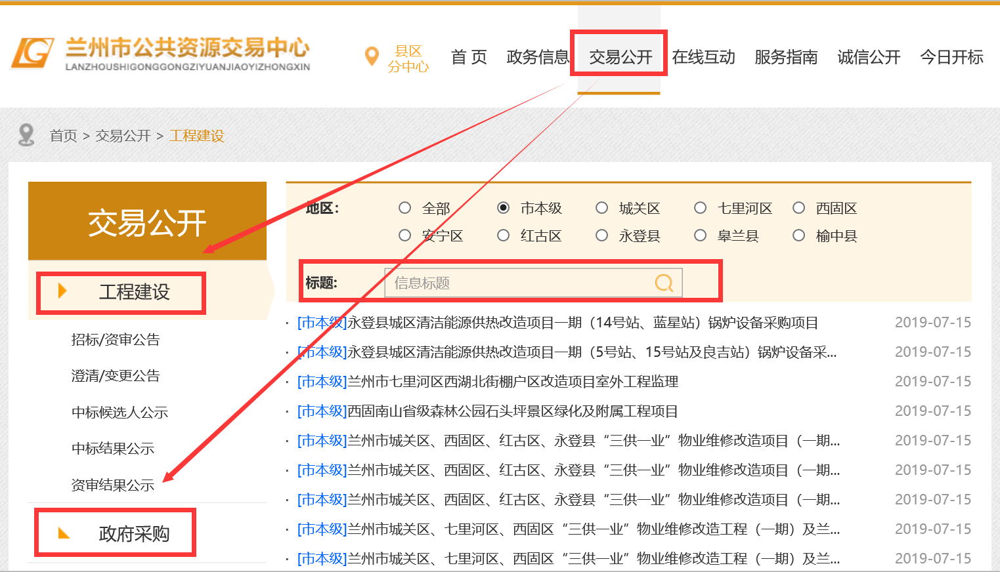 兰州市公共资源交易中心
LANZHOUSHIGONGGONGZIYUANJIAOYIZHONGXIN
县区
分中心
首 页 政务信息 交易公开 在线互动 服务指南 诚信公开 今日开标
首页 > 交易公开 > 工程建设
交易公开
工程建设
招标/资审公告
澄清/变更公告
中标候选人公示
中标结果公示
资审结果公示
政府采购
地区： 全部 市本级 城关区 七里河区 西固区
安宁区 红古区 永登县 皋兰县 榆中县
标题: 信息标题
· [市本级]永登县城区清洁能源供热改造项目一期（14号站、蓝星站）锅炉设备采购项目 2019-07-15
· [市本级]永登县城区清洁能源供热改造项目一期（5号站、15号站及良吉站）锅炉设备采... 2019-07-15
· [市本级]兰州市七里河区西湖北街棚户区改造项目室外工程监理 2019-07-15
· [市本级]西固南山省级森林公园石头坪景区绿化及附属工程项目 2019-07-15
· [市本级]兰州市城关区、西固区、红古区、永登县“三供一业”物业维修改造项目（一期... 2019-07-15
· [市本级]兰州市城关区、西固区、红古区、永登县“三供一业”物业维修改造项目（一期... 2019-07-15
· [市本级]兰州市城关区、西固区、红古区、永登县“三供一业”物业维修改造项目（一期... 2019-07-15
· [市本级]兰州市城关区、七里河区、西固区“三供一业”物业维修改造工程（一期）及兰... 2019-07-15
· [市本级]兰州市城关区、七里河区、西固区“三供一业”物业维修改造工程（一期）及兰... 2019-07-15